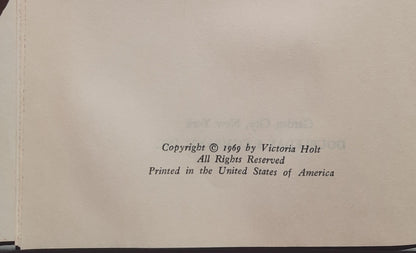 Copyright © 1969 by Victoria Holt
All Rights Reserved
Printed in the United States of America